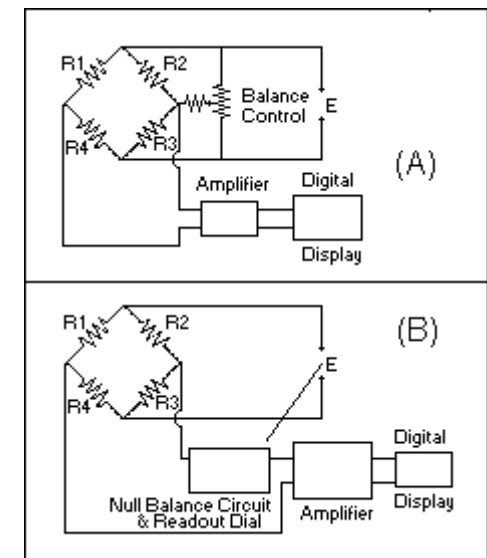 R1
R2
Balance
Control
E
R4
R3
(A)
Amplifier
Digital
Display
R1
R2
(B)
E
R4
R3
Digital
Null Balance Circuit
& Readout Dial
Amplifier
Display